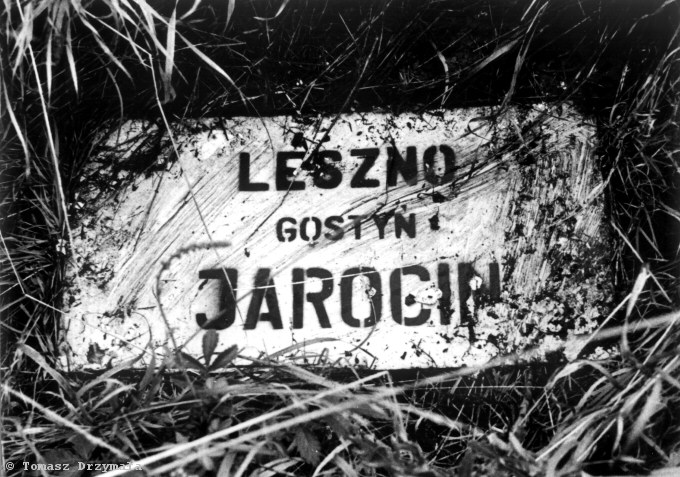 LESZNO
GOSTYŃ
JAROCIN
© Tomasz Drzymała